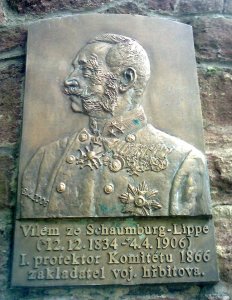 Vilém ze Schaumburg-Lippe
(*12.12.1834-†4.4.1906)
I. protektor Komitétu 1866
zakladatel voj. hřbitova.